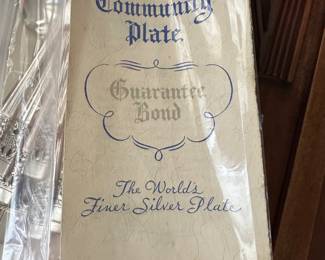 Community
Plate
Guarantee
Bond
The World's
Finer Silver Plate